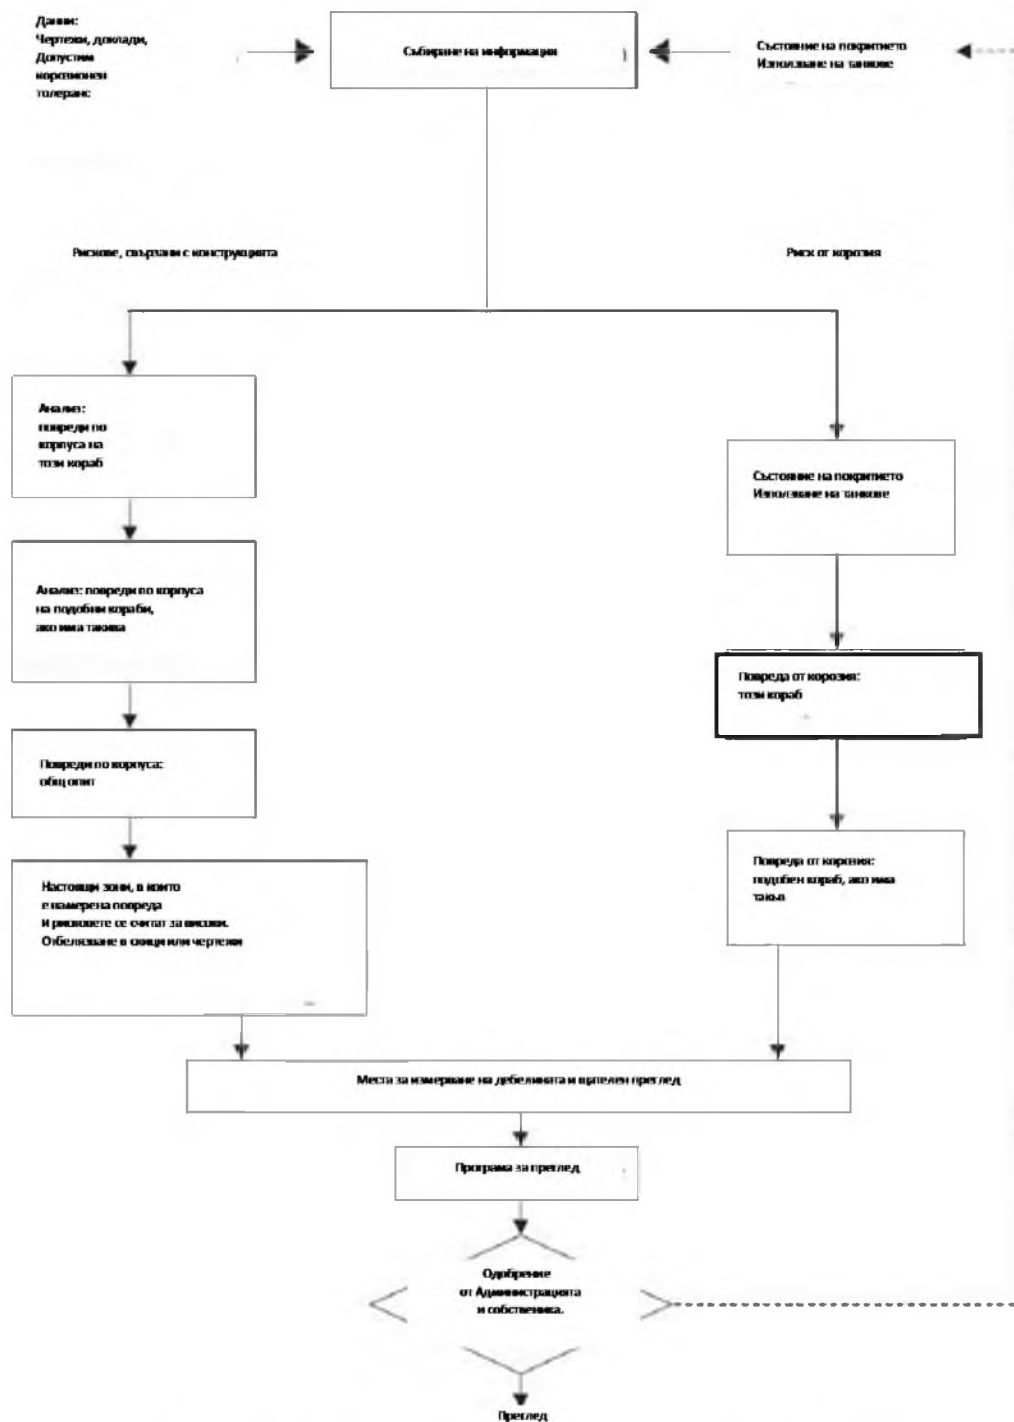 Данни:
Чертежи, доклади,
Допустим
корозионен
толеранс
Събиране на информация
Състояние на покритието
Използване на танкове
Рискове, свързани с конструкцията
Риск от корозия
Анализ:
повреди по
корпуса на
този кораб
Състояние на покритието
Използване на танкове
Анализ: повреди по корпуса
на подобни кораби,
ако има такива
Повреда от корозия:
този кораб
Повреди по корпуса:
общ опит
Повреда от корозия:
подобен кораб, ако има
такъв
Настоящи зони, в които
е намерена повреда
И рисковете се считат за високи.
Отбелязване в скици или чертежи
Места за измерване на дебелината и щателен преглед
Програма за преглед
Одобрение
от Администрацията
и собственика.
Преглед